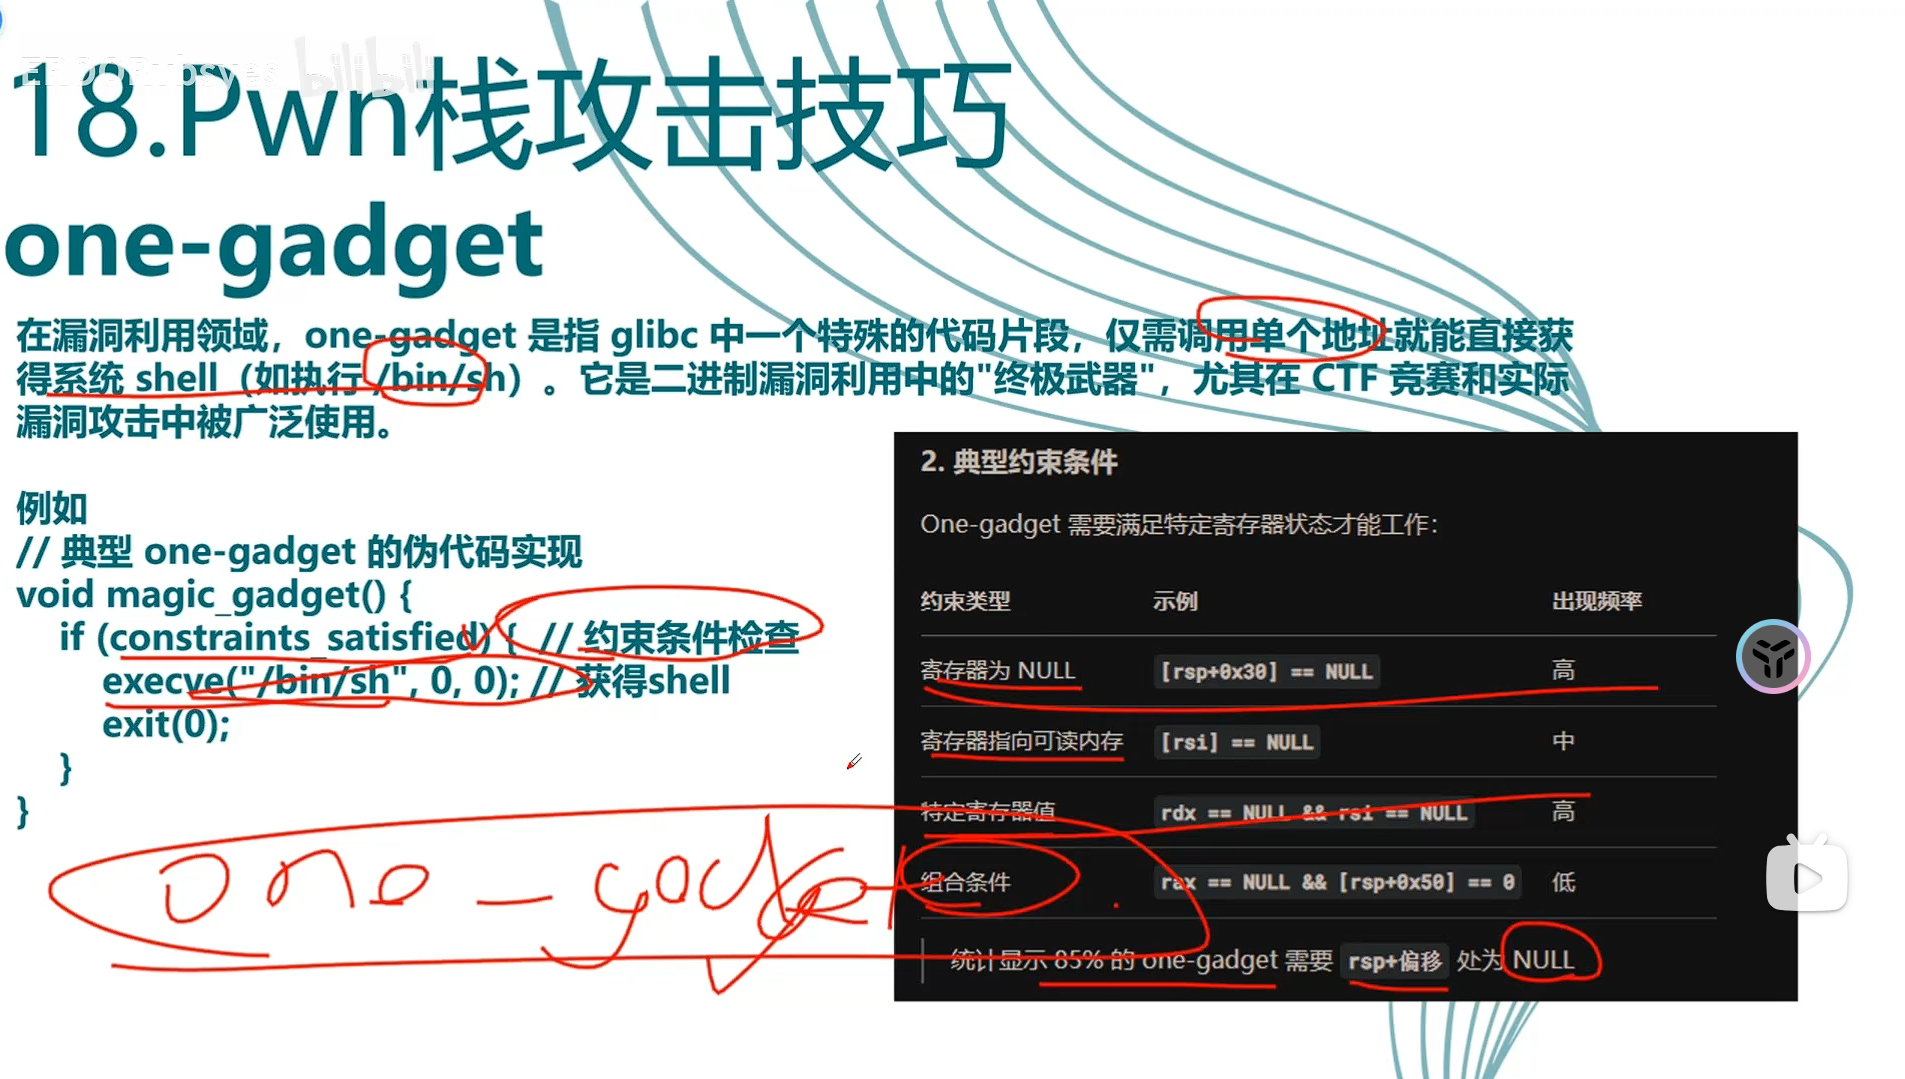 18.Pwn栈攻击技巧
one-gadget
在漏洞利用领域，one-gadget 是指 glibc 中一个特殊的代码片段，仅需调用单个地址就能直接获
得系统 shell（如执行 /bin/sh）。它是二进制漏洞利用中的"终极武器"，尤其在 CTF 竞赛和实际
漏洞攻击中被广泛使用。
例如
// 典型 one-gadget 的伪代码实现
void magic_gadget() {
if (constraints_satisfied) { // 约束条件检查
execve("/bin/sh", 0, 0); // 获得shell
exit(0);
}
}
one_gadget
2. 典型约束条件
One-gadget 需要满足特定寄存器状态才能工作：
约束类型 示例 出现频率
寄存器为 NULL [rsp+0x30] == NULL 高
寄存器指向可读内存 [rsi] == NULL 中
特定寄存器值 rdx == NULL && rsi == NULL 高
组合条件 rax == NULL && [rsp+0x50] == 0 低
统计显示 85% 的 one-gadget 需要 rsp+偏移 处为 NULL